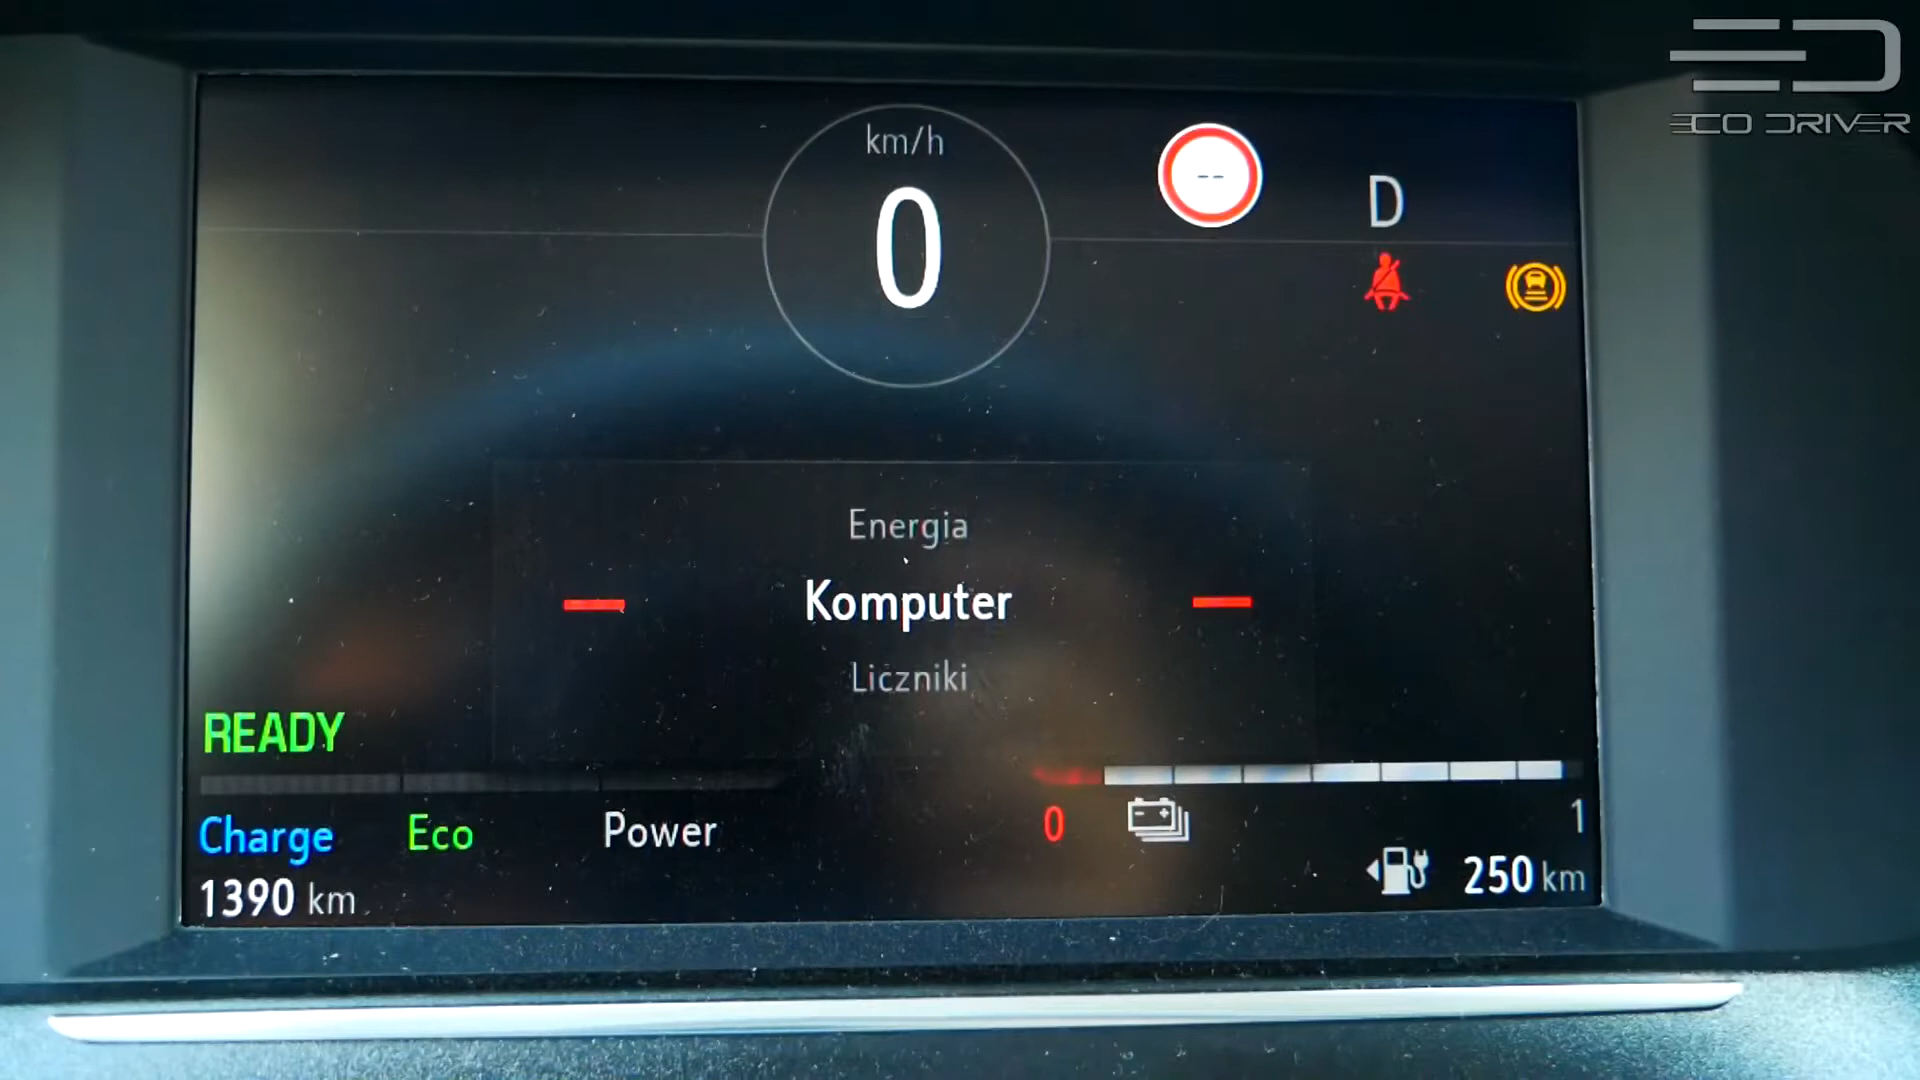 ECO DRIVER
km/h
0
--
D
Energia
Komputer
Liczniki
READY
Charge Eco Power
0 1
1390 km
250 km